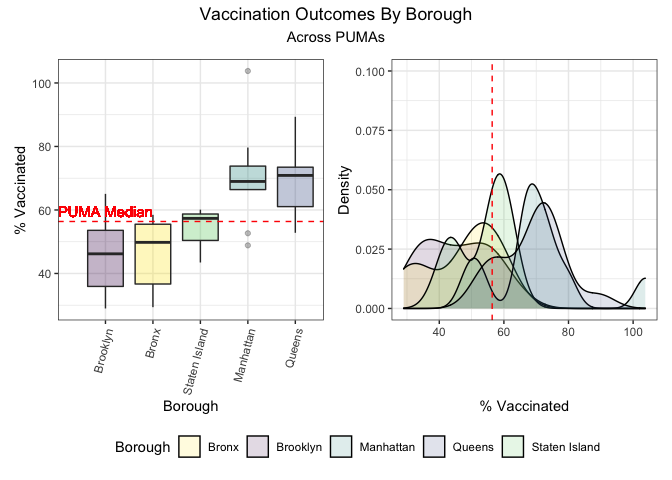 Vaccination Outcomes By Borough
Across PUMAs
% Vaccinated
100
80
60
40
PUMA Median
Brooklyn
Bronx
Staten Island
Manhattan
Queens
Borough
Density
0.100
0.075
0.050
0.025
0.000
40 60 80 100
% Vaccinated
Borough Bronx Brooklyn Manhattan Queens Staten Island